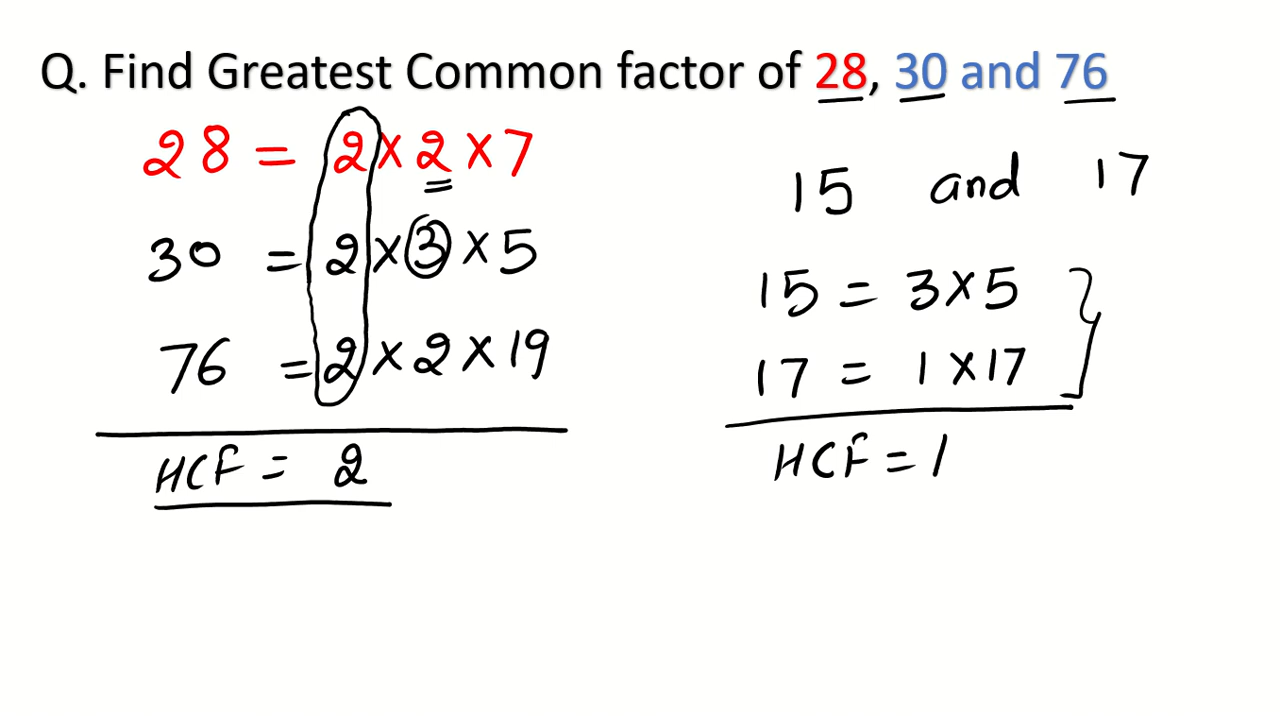 Q. Find Greatest Common factor of 28, 30 and 76
28 = 2 × 2 × 7
30 = 2 × 3 × 5
76 = 2 × 2 × 19
HCF = 2
15 and 17
15 = 3 × 5
17 = 1 × 17
HCF = 1